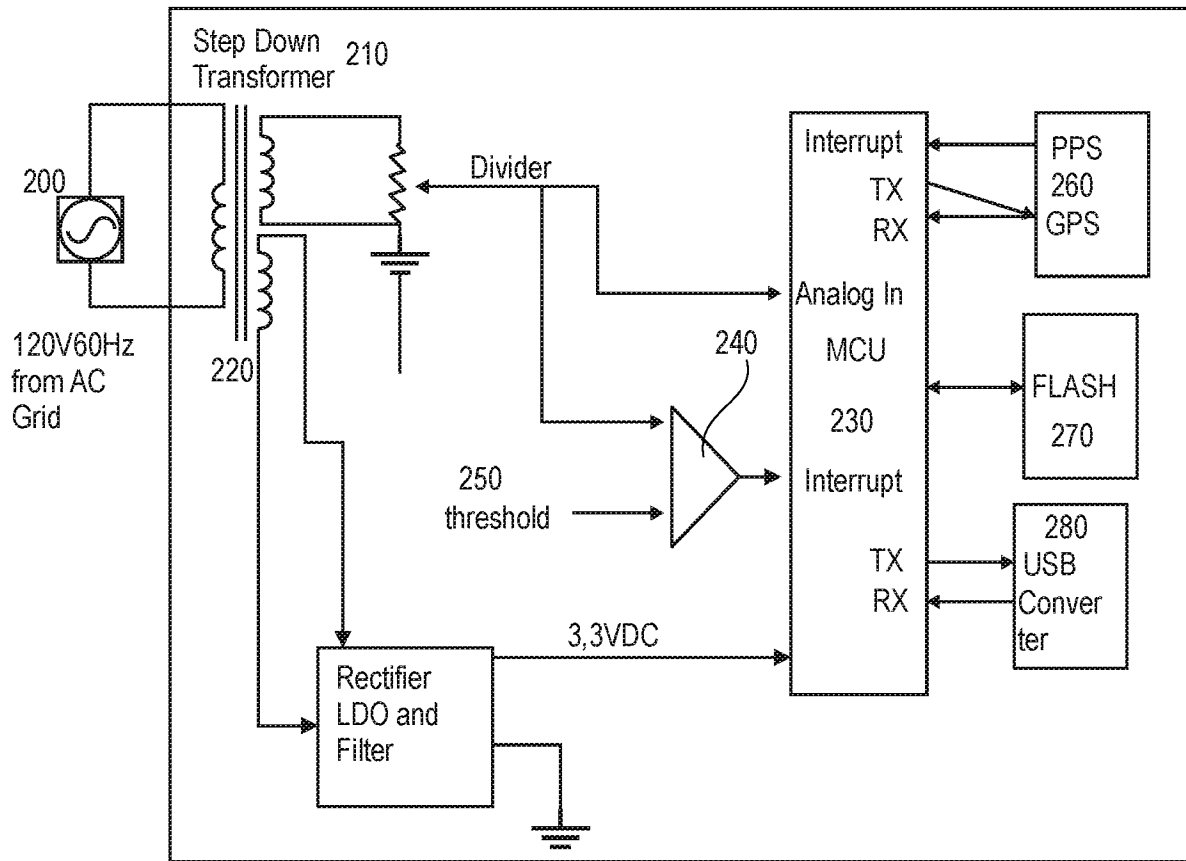 Step Down
Transformer
210
200
120V60Hz
from AC
Grid
220
Divider
240
250
threshold
Interrupt
TX
RX
Analog In
MCU
230
Interrupt
TX
RX
PPS
260
GPS
FLASH
270
280
USB
Conver
ter
3,3VDC
Rectifier
LDO and
Filter